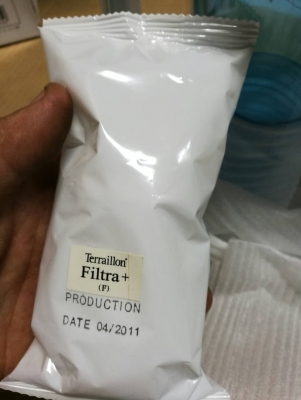 Terraillon
Filtra+
(F)
PRODUCTION
DATE 04/2011